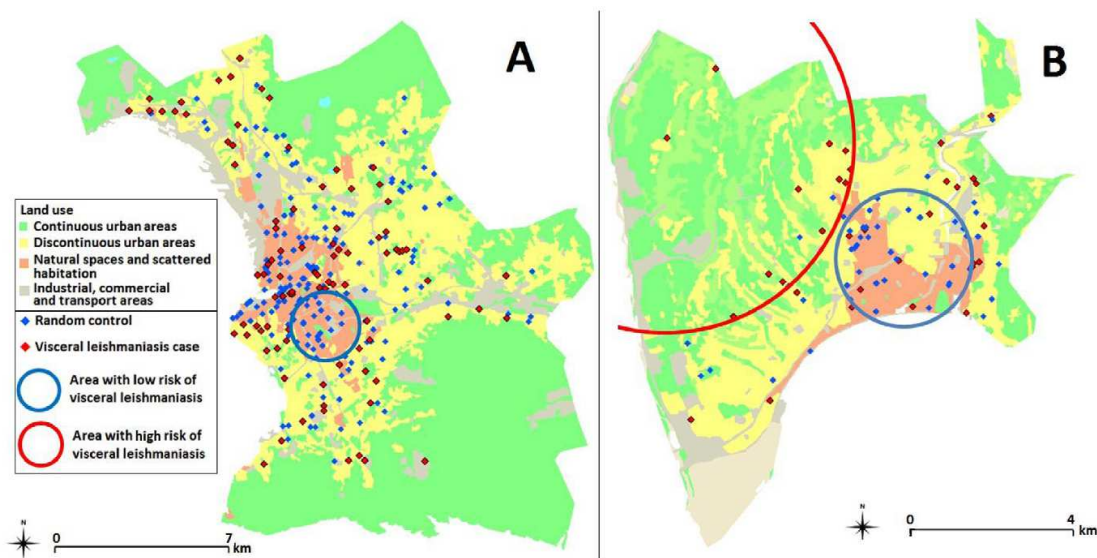 A
B
Land use
Continuous urban areas
Discontinuous urban areas
Natural spaces and scattered
habitation
Industrial, commercial
and transport areas
Random control
Visceral leishmaniasis case
Area with low risk of
visceral leishmaniasis
Area with high risk of
visceral leishmaniasis
N
0
7
km
N
0
4
km